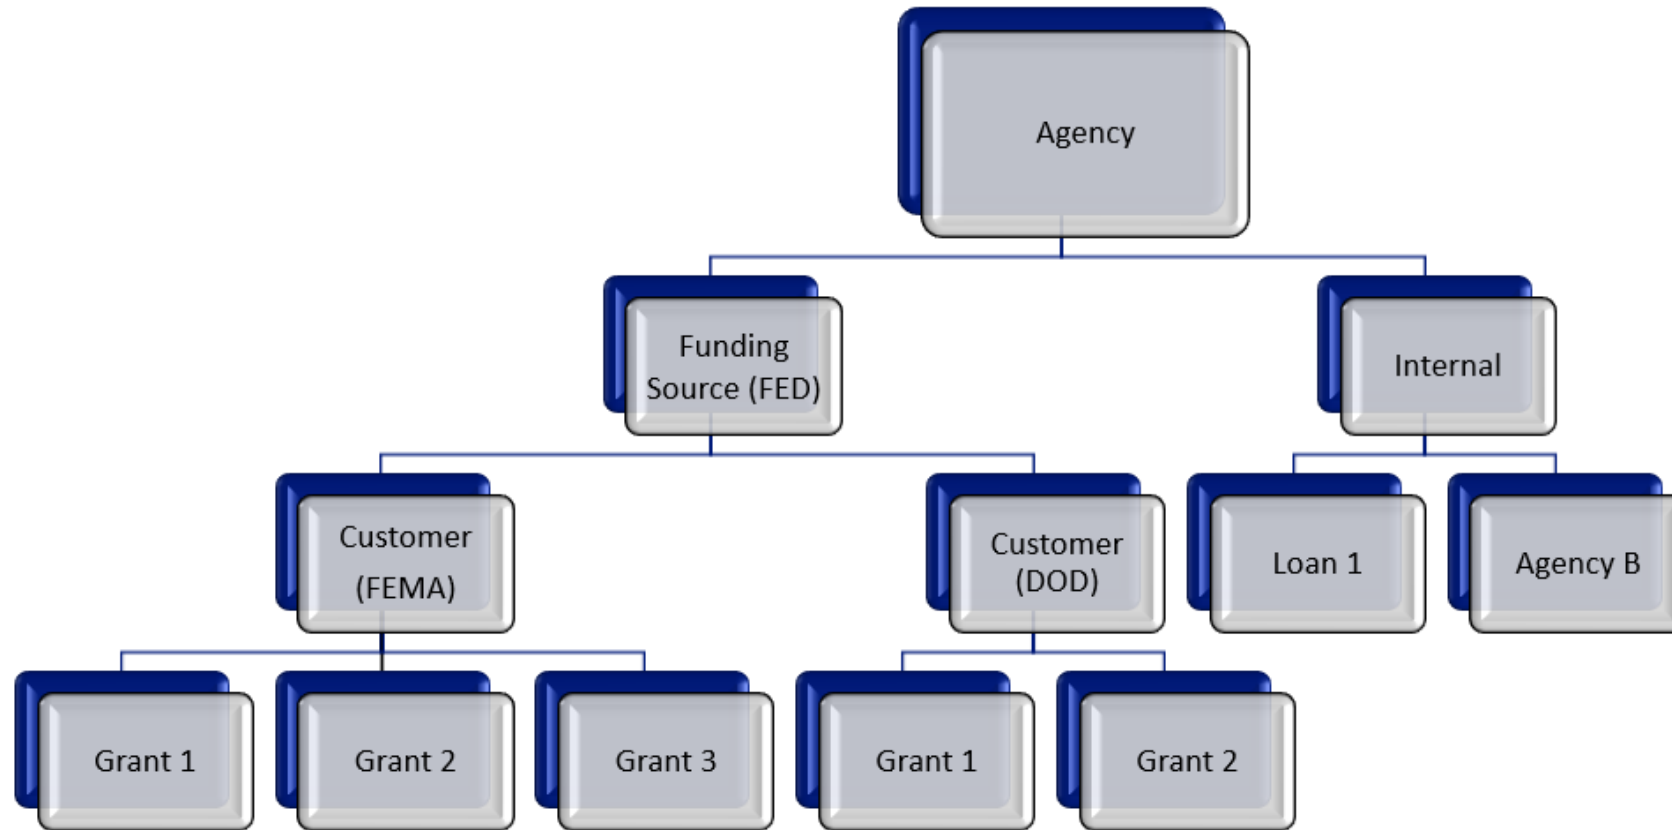 Agency
Funding
Source (FED)
Internal
Customer
(FEMA)
Customer
(DOD)
Loan 1
Agency B
Grant 1
Grant 2
Grant 3
Grant 1
Grant 2